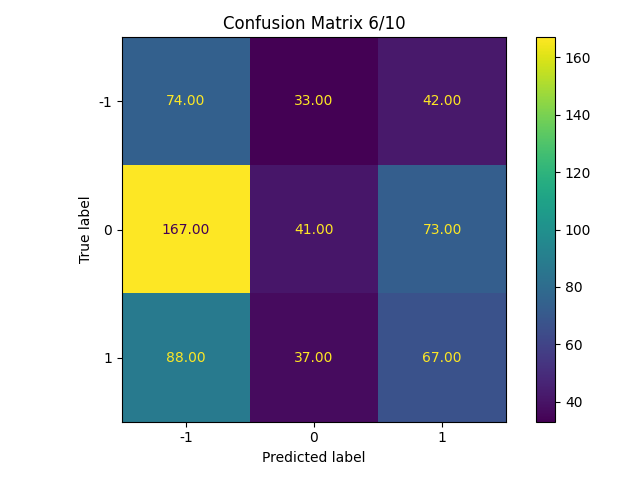 Confusion Matrix 6/10
True label
-1
74.00 33.00 42.00
0
167.00 41.00 73.00
1
88.00 37.00 67.00
-1 0 1
Predicted label
160
140
120
100
80
60
40